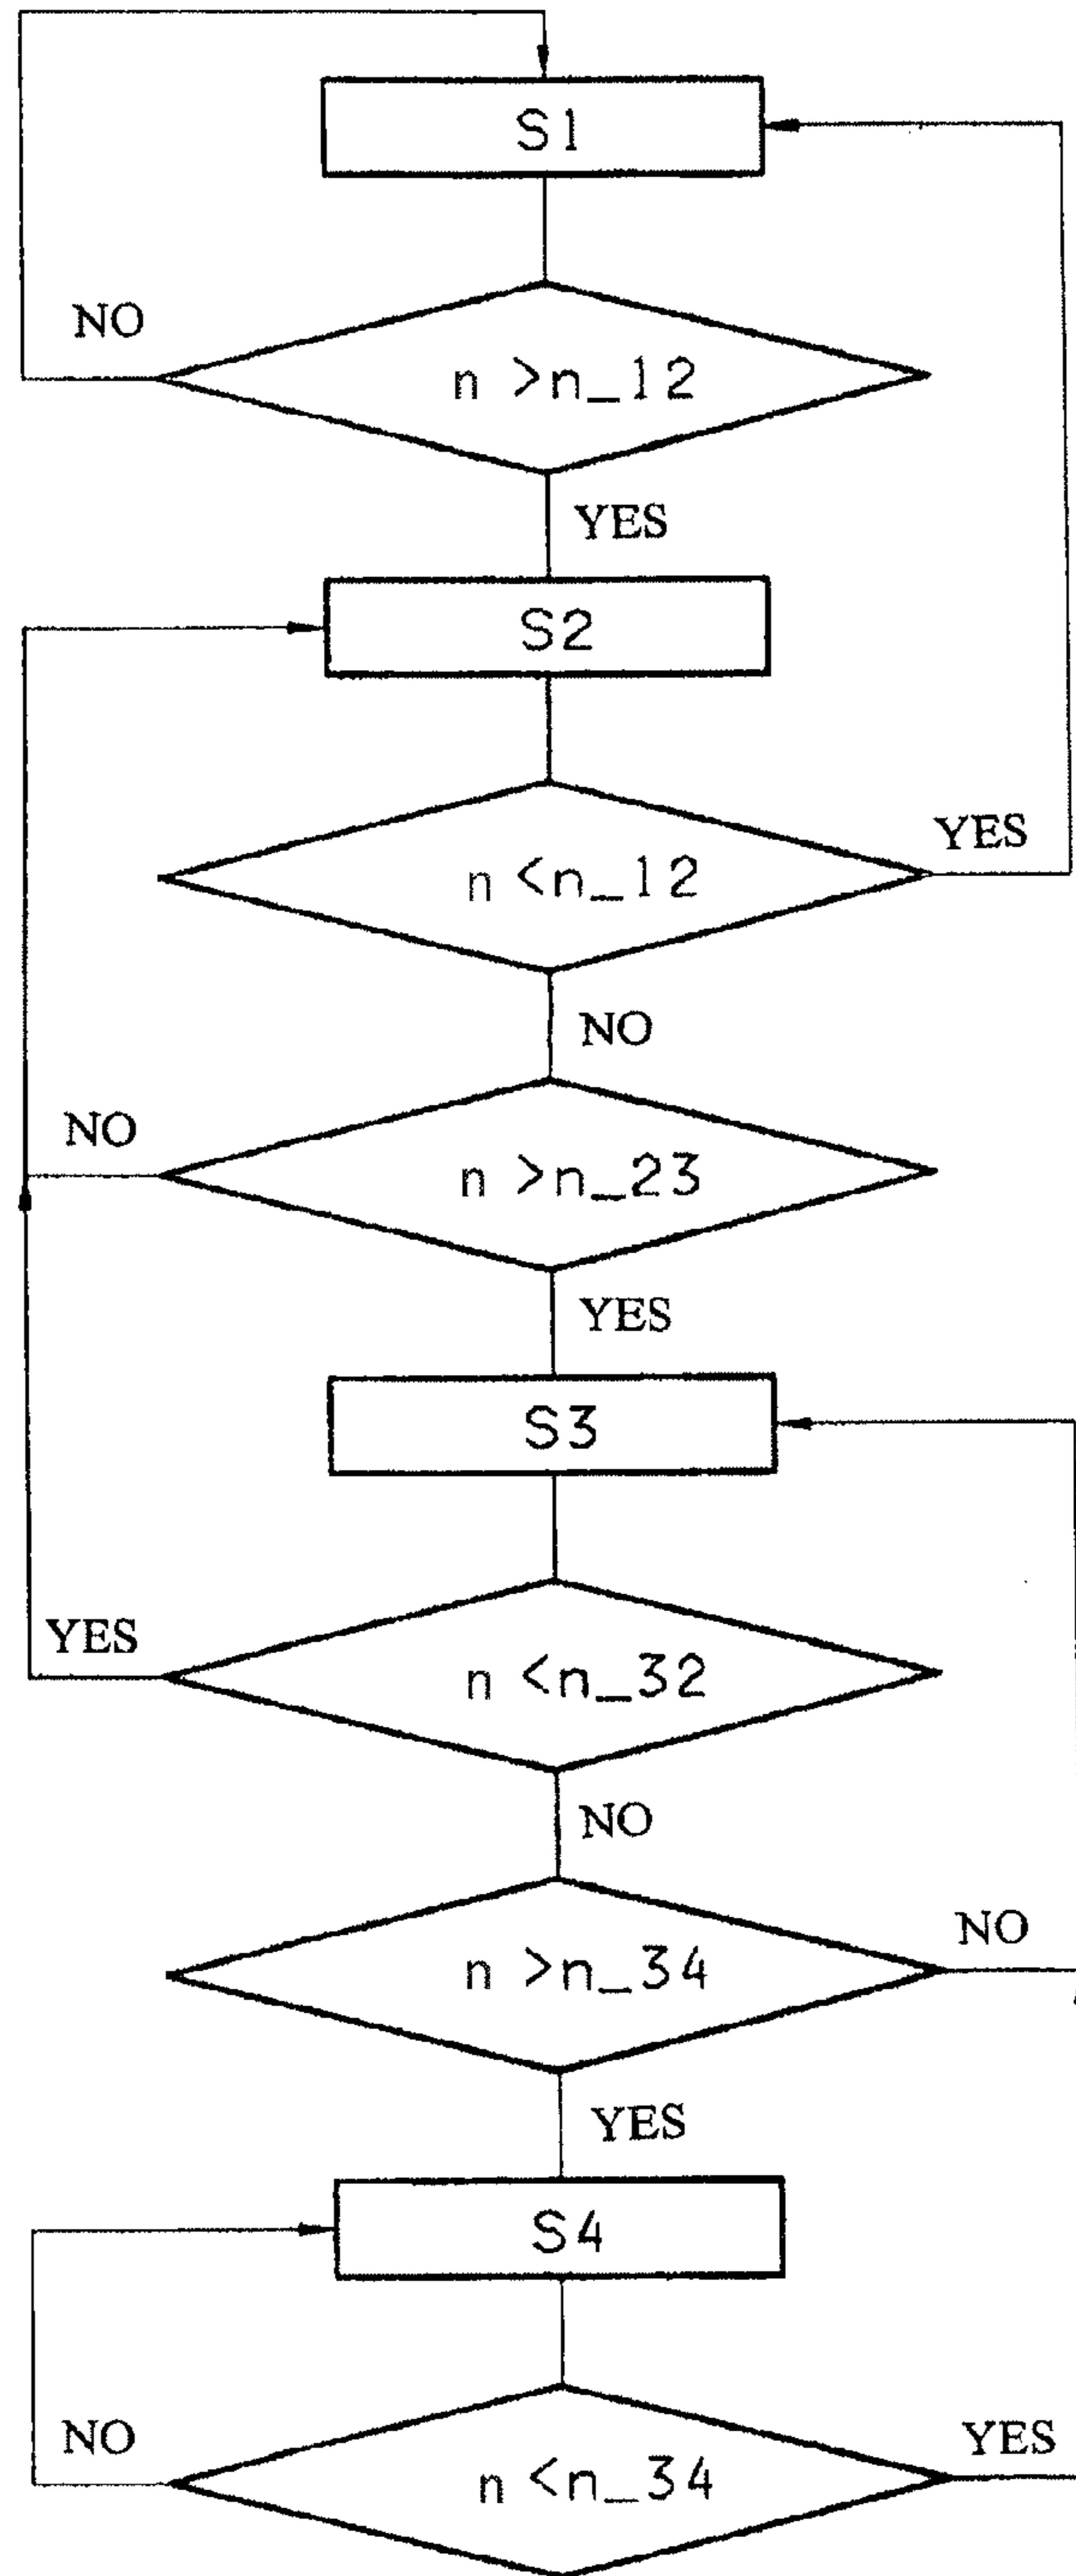 S1
NO
n >n_12
YES
S2
n <n_12
YES
NO
NO
n >n_23
YES
S3
YES
n <n_32
NO
n >n_34
NO
YES
S4
NO
n <n_34
YES